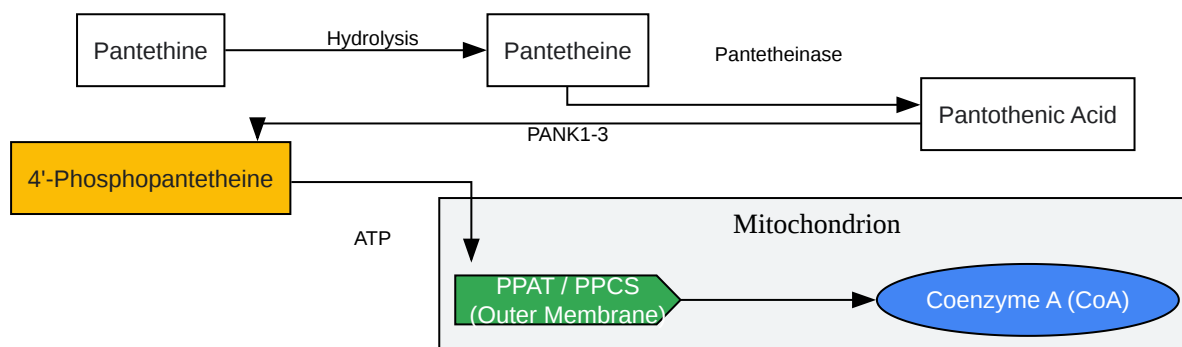 Pantethine
Hydrolysis
Pantetheine
Pantetheinase
Pantothenic Acid
PANK1-3
4'-Phosphopantetheine
ATP
Mitochondrion
PPAT / PPCS
(Outer Membrane)
Coenzyme A (CoA)